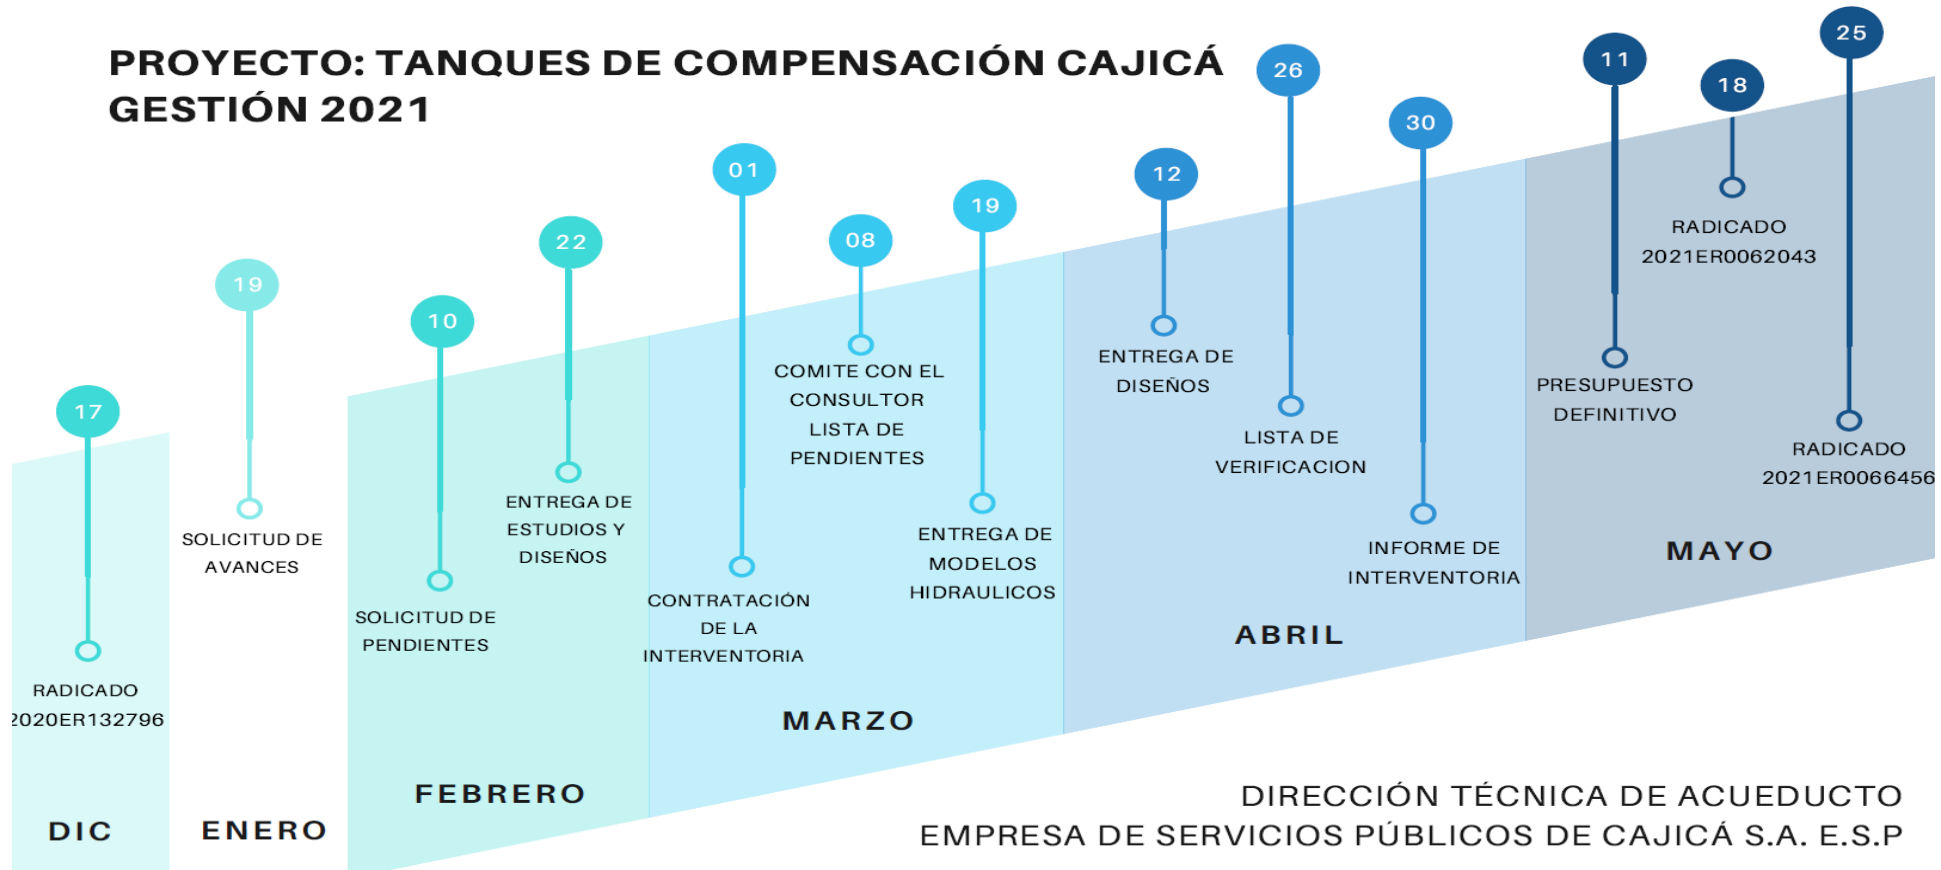 PROYECTO: TANQUES DE COMPENSACIÓN CAJICÁ
GESTIÓN 2021
17
RADICADO
2020ER132796
DIC
19
SOLICITUD DE
AVANCES
ENERO
10
SOLICITUD DE
PENDIENTES
22
ENTREGA DE
ESTUDIOS Y
DISEÑOS
FEBRERO
01
CONTRATACIÓN
DE LA
INTERVENTORIA
08
COMITE CON EL
CONSULTOR
LISTA DE
PENDIENTES
19
ENTREGA DE
MODELOS
HIDRAULICOS
MARZO
12
ENTREGA DE
DISEÑOS
26
LISTA DE
VERIFICACION
30
INFORME DE
INTERVENTORIA
ABRIL
11
PRESUPUESTO
DEFINITIVO
18
RADICADO
2021ER0062043
25
RADICADO
2021ER0066456
MAYO
DIRECCIÓN TÉCNICA DE ACUEDUCTO
EMPRESA DE SERVICIOS PÚBLICOS DE CAJICÁ S.A. E.S.P